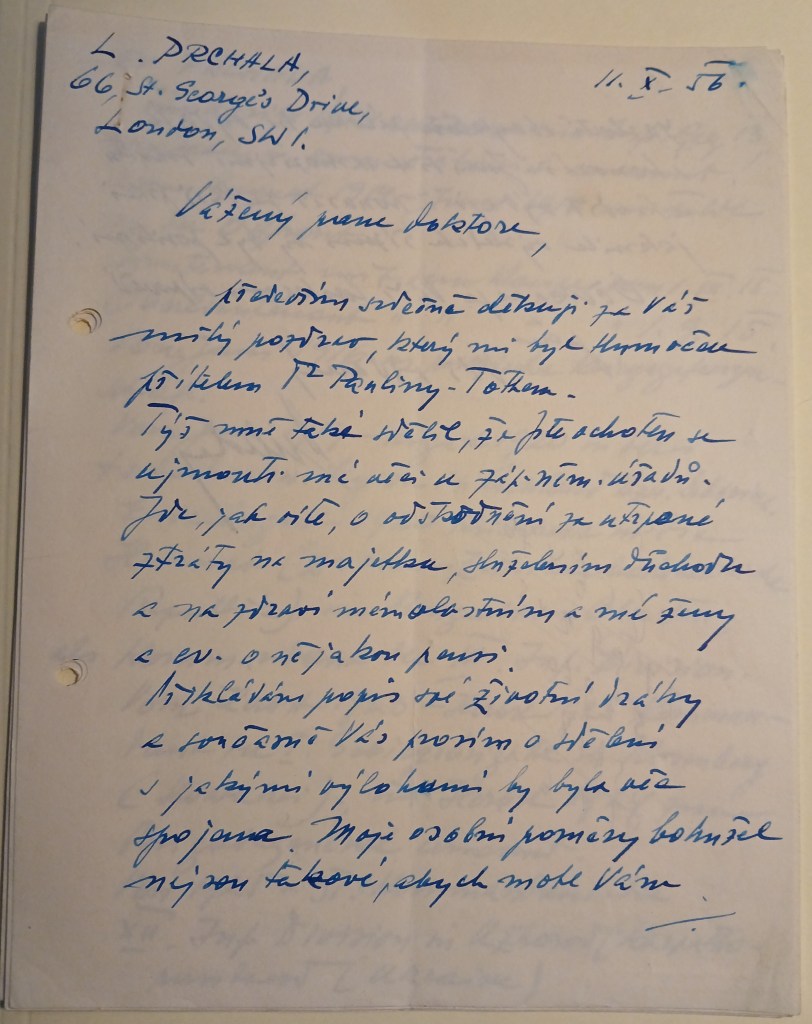 L. PRCHALA,
66, St. George's Drive,
London, SW1.
11. X. 56.
Vážený pane doktore,
především srdečně děkuji za Váš
milý pozdrav, který mi byl tlumočen
přítelem Dr Pauliny-Tothem.
Týž mně také sdělil, že jste ochoten se
ujmouti mé věci u záp. něm. úřadů.
Jde, jak víte, o odškodnění za utrpené
ztráty na majetku, služebním důchodu
a na zdraví mém vlastním a mé ženy
a ev. o nějakou pensi.
Přikládám popis své životní dráhy
a současně Vás prosím o sdělení
s jakými výlohami by byla věc
spojena. Moje osobní poměry bohužel
nejsou takové, abych mohl Vám